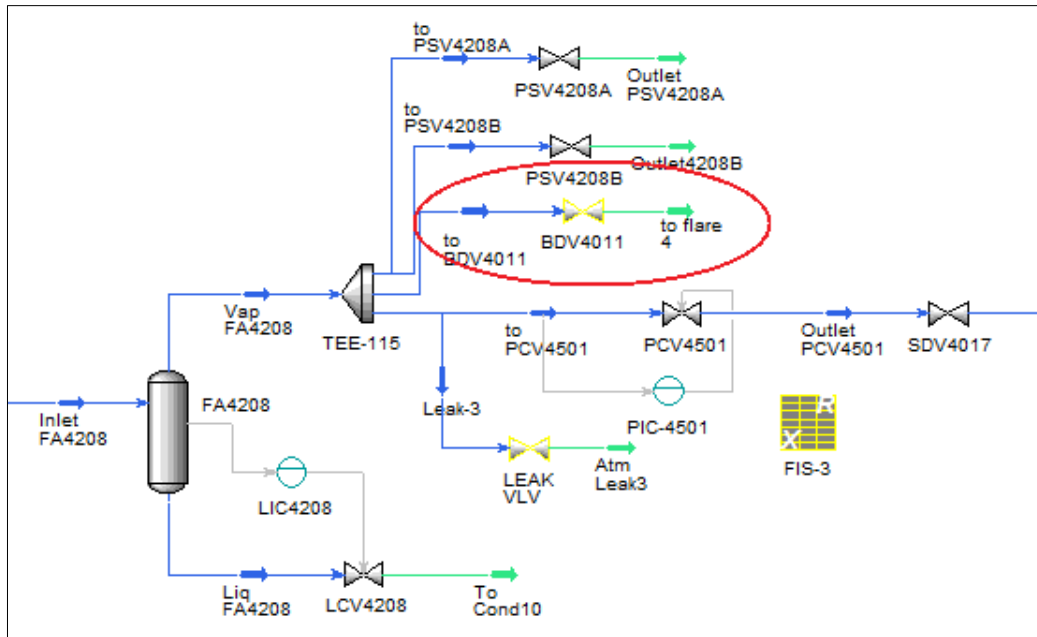 to
PSV4208A
PSV4208A
Outlet
PSV4208A
to
PSV4208B
PSV4208B
Outlet4208B
to
BDV4011
BDV4011
to flare
4
Vap
FA4208
TEE-115
to
PCV4501
PCV4501
Outlet
PCV4501
SDV4017
Inlet
FA4208
FA4208
Leak-3
PIC-4501
R
X
FIS-3
LIC4208
LEAK
VLV
Atm
Leak3
Liq
FA4208
LCV4208
To
Cond10